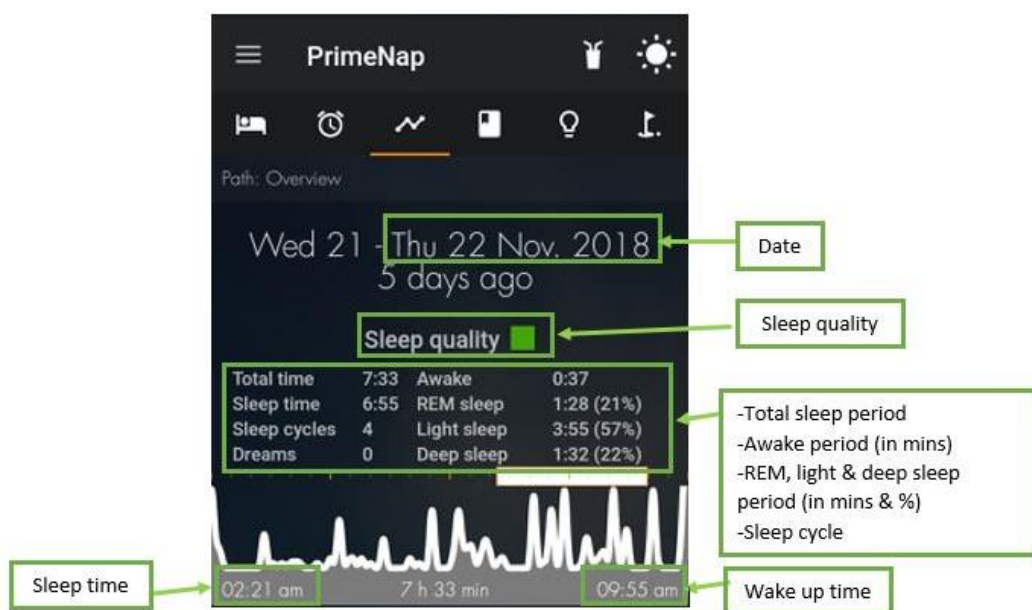 PrimeNap
Path: Overview
Wed 21 - Thu 22 Nov. 2018
5 days ago
Date
Sleep quality
Sleep quality
Total time 7:33 Awake 0:37
Sleep time 6:55 REM sleep 1:28 (21%)
Sleep cycles 4 Light sleep 3:55 (57%)
Dreams 0 Deep sleep 1:32 (22%)
-Total sleep period
-Awake period (in mins)
-REM, light & deep sleep
period (in mins & %)
-Sleep cycle
Sleep time
02:21 am 7 h 33 min 09:55 am
Wake up time